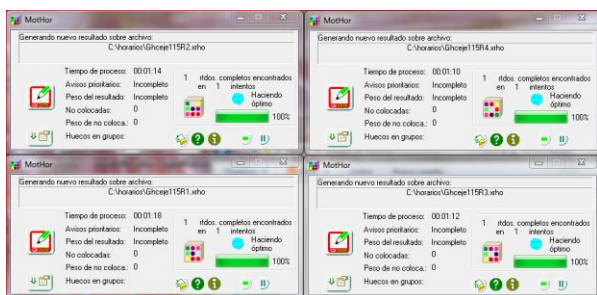 MotHor
Generando nuevo resultado sobre archivo:
C:\horarios\Ghceje115R2.xrho
Tiempo de proceso: 00:01:14
Avisos prioritarios: Incompleto
Peso del resultado: Incompleto
No colocadas: 0
Peso de no coloca.: 0
Huecos en grupos:
1 rtdos. completos encontrados
en 1 intentos
Haciendo
óptimo
100%
MotHor
Generando nuevo resultado sobre archivo:
C:\horarios\Ghceje115R4.xrho
Tiempo de proceso: 00:01:10
Avisos prioritarios: Incompleto
Peso del resultado: Incompleto
No colocadas: 0
Peso de no coloca.: 0
Huecos en grupos:
1 rtdos. completos encontrados
en 1 intentos
Haciendo
óptimo
100%
MotHor
Generando nuevo resultado sobre archivo:
C:\horarios\Ghceje115R1.xrho
Tiempo de proceso: 00:01:18
Avisos prioritarios: Incompleto
Peso del resultado: Incompleto
No colocadas: 0
Peso de no coloca.: 0
Huecos en grupos:
1 rtdos. completos encontrados
en 1 intentos
Haciendo
óptimo
100%
MotHor
Generando nuevo resultado sobre archivo:
C:\horarios\Ghceje115R3.xrho
Tiempo de proceso: 00:01:12
Avisos prioritarios: Incompleto
Peso del resultado: Incompleto
No colocadas: 0
Peso de no coloca.: 0
Huecos en grupos:
1 rtdos. completos encontrados
en 1 intentos
Haciendo
óptimo
100%